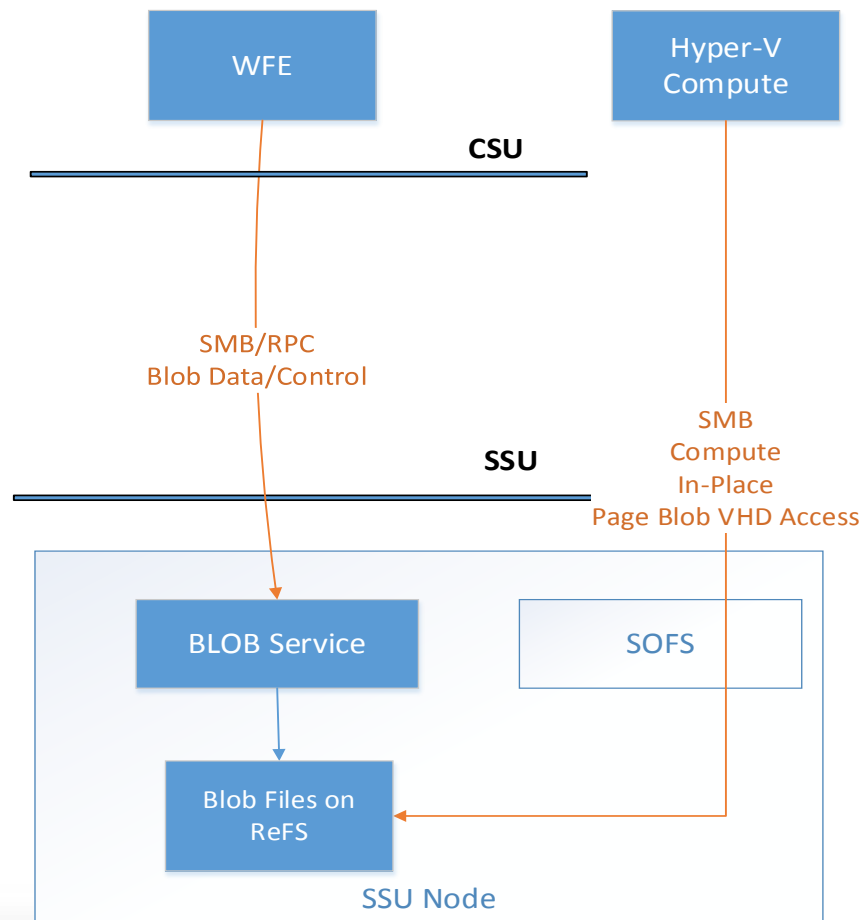 WFE
Hyper-V
Compute
CSU
SMB/RPC
Blob Data/Control
SMB
Compute
In-Place
Page Blob VHD Access
SSU
BLOB Service
SOFS
Blob Files on
ReFS
SSU Node